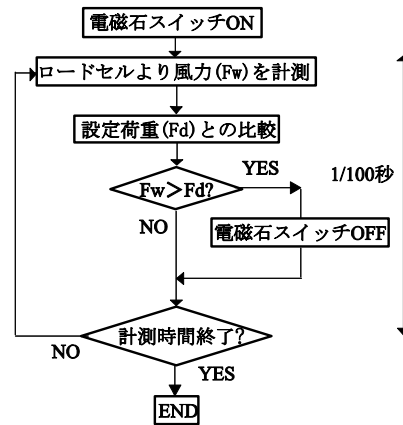 電磁石スイッチON
ロードセルより風力(Fw)を計測
設定荷重(Fd)との比較
Fw＞Fd?
YES
NO
1/100秒
電磁石スイッチOFF
計測時間終了?
NO
YES
END